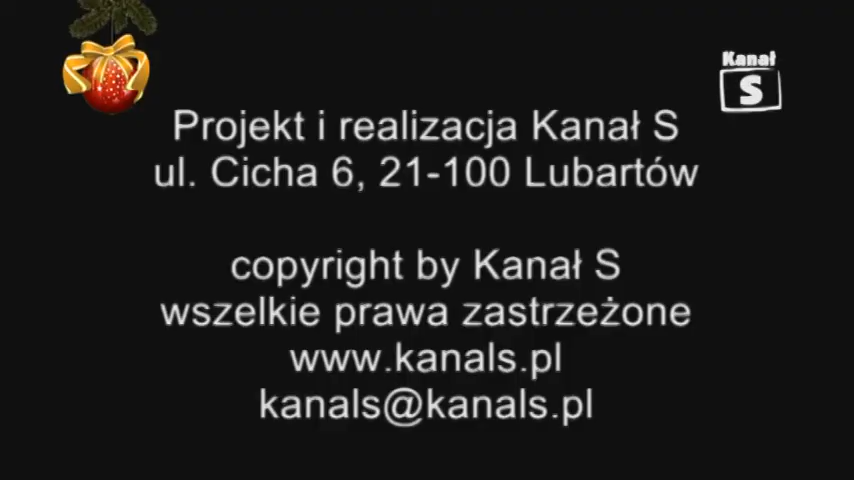 Kanał
S
Projekt i realizacja Kanał S
ul. Cicha 6, 21-100 Lubartów
copyright by Kanał S
wszelkie prawa zastrzeżone
www.kanals.pl
kanals@kanals.pl